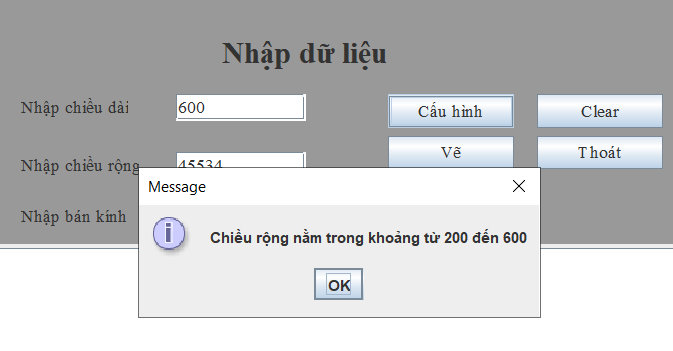 Nhập dữ liệu
Nhập chiều dài
600
Cấu hình
Clear
Nhập chiều rộng
45534
Vẽ
Thoát
Nhập bán kính
Message
Chiều rộng nằm trong khoảng từ 200 đến 600
OK